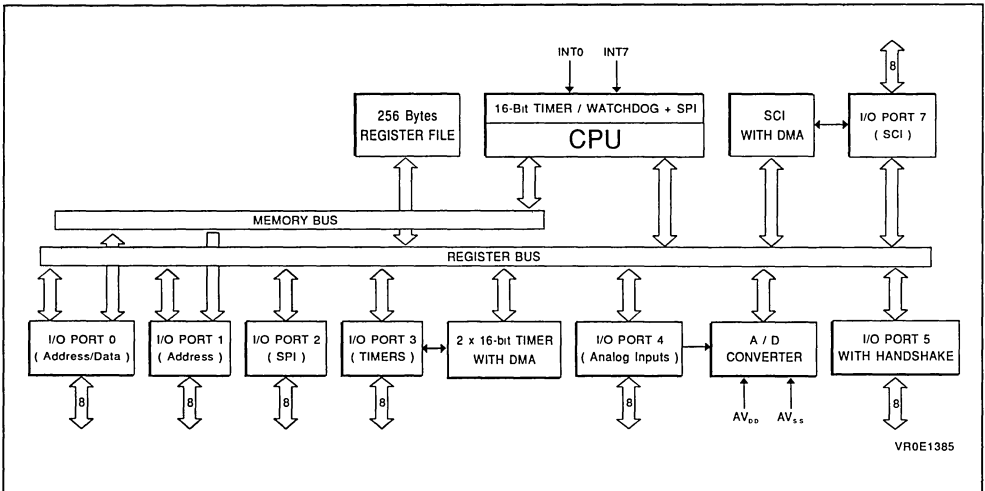 INT0 INT7
8
256 Bytes
REGISTER FILE
16-Bit TIMER / WATCHDOG + SPI
CPU
SCI
WITH DMA
I/O PORT 7
( SCI )
MEMORY BUS
REGISTER BUS
I/O PORT 0
( Address/Data )
I/O PORT 1
( Address )
I/O PORT 2
( SPI )
I/O PORT 3
( TIMERS )
2 x 16-bit TIMER
WITH DMA
I/O PORT 4
( Analog Inputs )
A / D
CONVERTER
I/O PORT 5
WITH HANDSHAKE
8 8 8 8 8 8
AVDD AVSS
VR0E1385